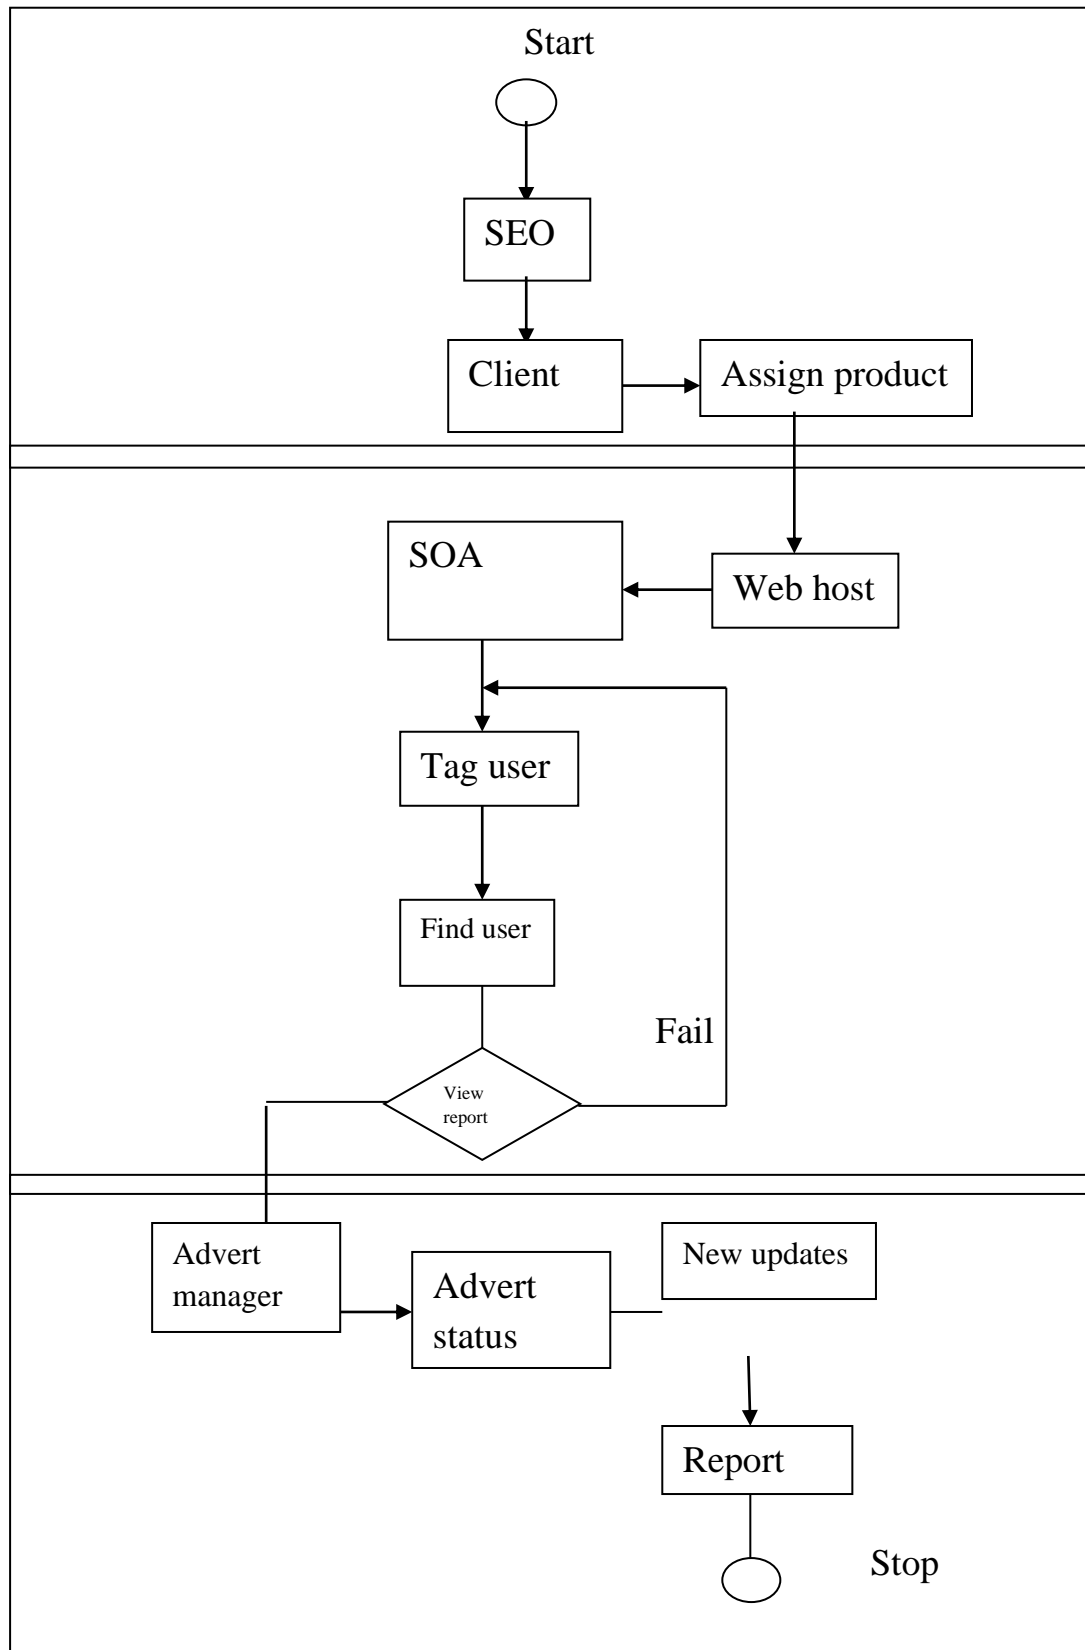 Start
SEO
Client
Assign product
SOA
Web host
Tag user
Find user
Fail
View
report
Advert
manager
Advert
status
New updates
Report
Stop